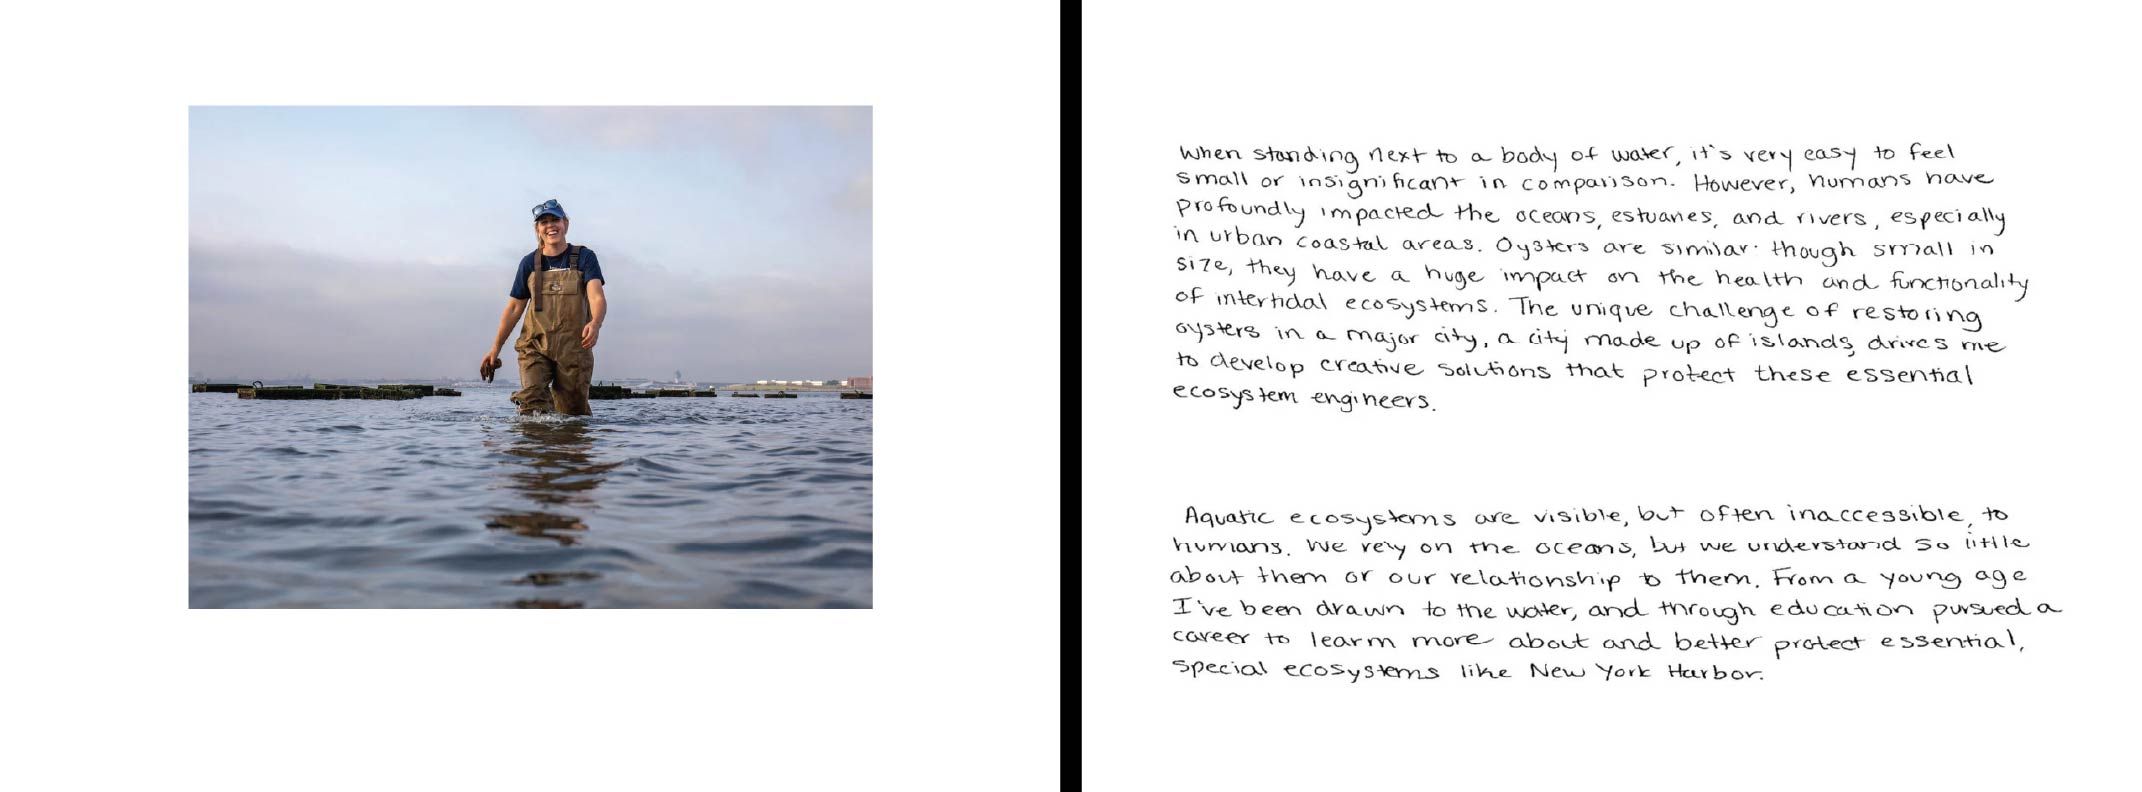 When standing next to a body of water, it's very easy to feel
small or insignificant in comparison. However, humans have
profoundly impacted the oceans, estuaries, and rivers, especially
in urban coastal areas. Oysters are similar: though small in
size, they have a huge impact on the health and functionality
of intertidal ecosystems. The unique challenge of restoring
oysters in a major city, a city made up of islands, drives me
to develop creative solutions that protect these essential
ecosystem engineers.
Aquatic ecosystems are visible, but often inaccessible, to
humans. We rely on the oceans, but we understand so little
about them or our relationship to them. From a young age
I've been drawn to the water, and through education pursued a
career to learn more about and better protect essential,
special ecosystems like New York Harbor.